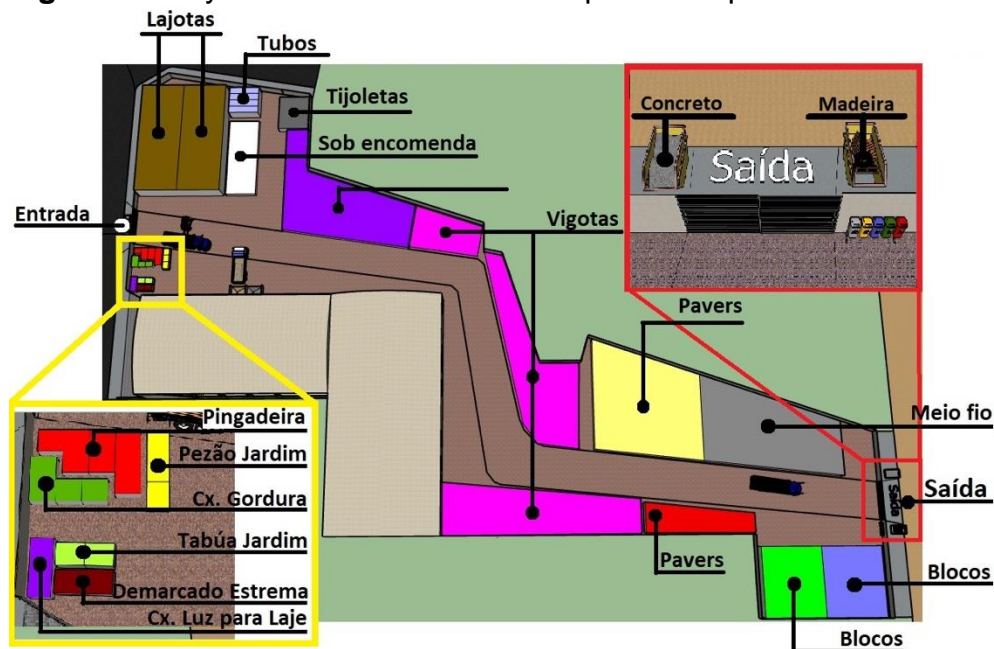 Lajotas
Tubos
Tijoletas
Sob encomenda
Entrada
Vigotas
Concreto
Madeira
Saída
Pavers
Meio fio
Saída
Saída
Pavers
Blocos
Blocos
Pingadeira
Pezão Jardim
Cx. Gordura
Tabúa Jardim
Demarcado Estrema
Cx. Luz para Laje